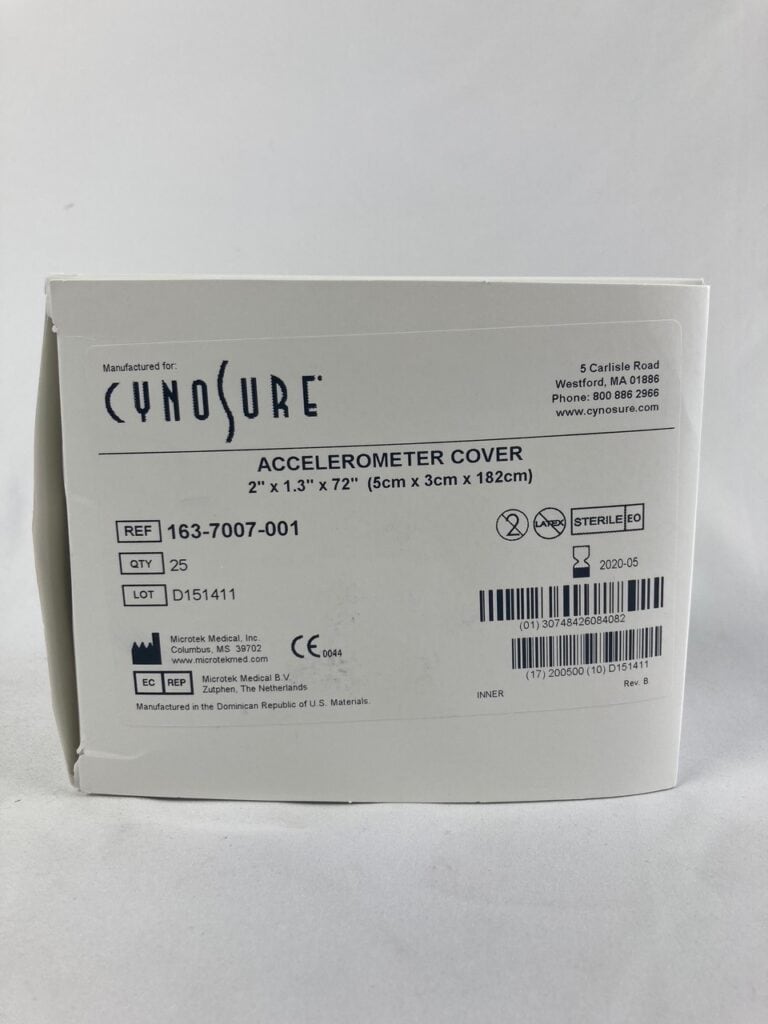 Manufactured for:
CYNOSURE®
5 Carlisle Road
Westford, MA 01886
Phone: 800 886 2966
www.cynosure.com
ACCELEROMETER COVER
2" x 1.3" x 72" (5cm x 3cm x 182cm)
REF 163-7007-001
QTY 25
LOT D151411
2 LATEX STERILE EO
2020-05
(01) 30748426084082
(17) 200500 (10) D151411
Rev. B
INNER
Microtek Medical, Inc.
Columbus, MS 39702
www.microtekmed.com
CE 0044
EC REP
Microtek Medical B.V.
Zutphen, The Netherlands
Manufactured in the Dominican Republic of U.S. Materials.